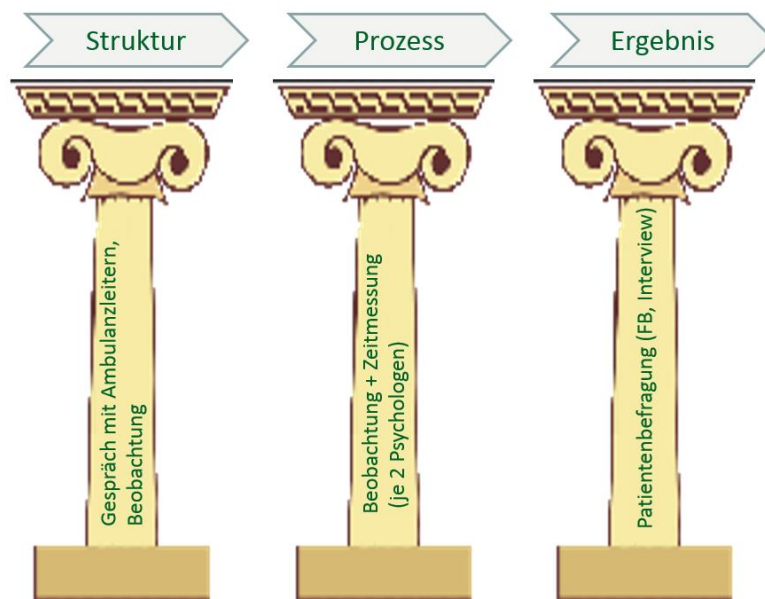 Struktur
Prozess
Ergebnis
Gespräch mit Ambulanzleitern,
Beobachtung
Beobachtung + Zeitmessung
(je 2 Psychologen)
Patientenbefragung (FB, Interview)